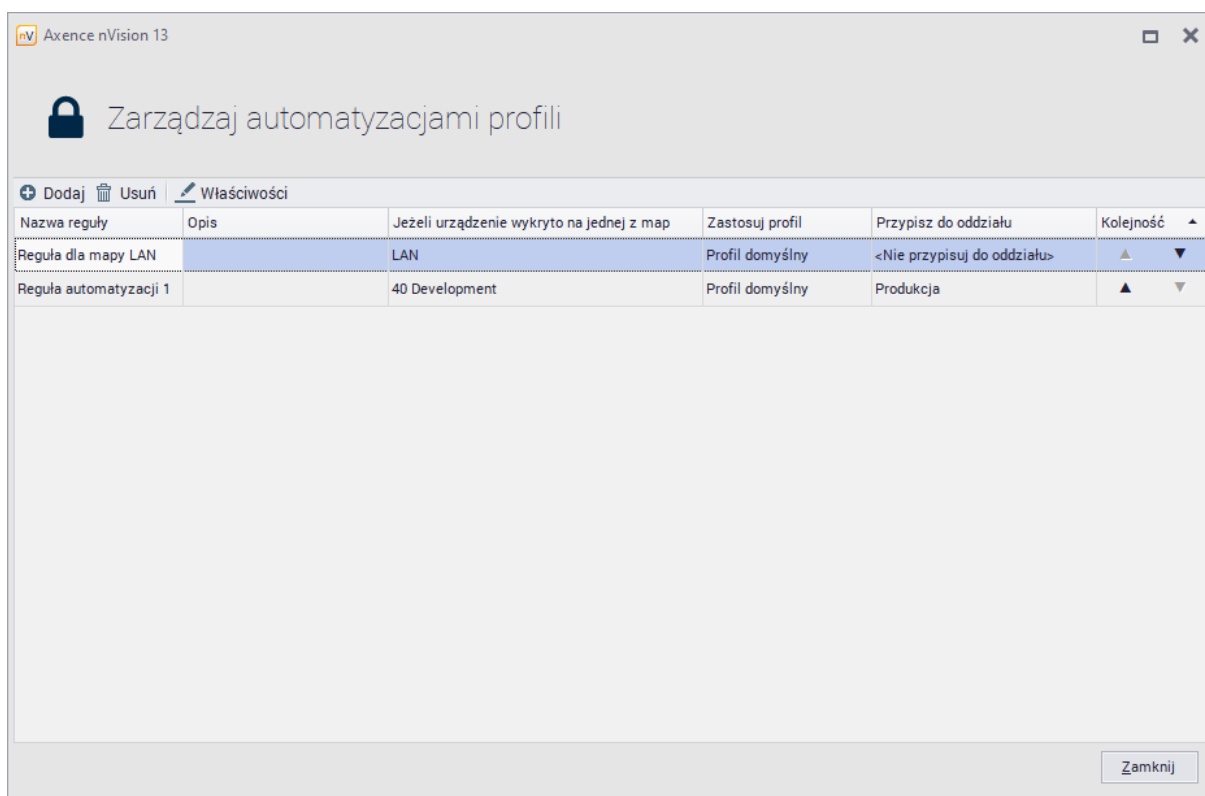 nV Axence nVision 13
Zarządzaj automatyzacjami profili
Dodaj Usuń Właściwości
Nazwa reguły Opis Jeżeli urządzenie wykryto na jednej z map Zastosuj profil Przypisz do oddziału Kolejność
Reguła dla mapy LAN LAN Profil domyślny <Nie przypisuj do oddziału>
Reguła automatyzacji 1 40 Development Profil domyślny Produkcja
Zamknij